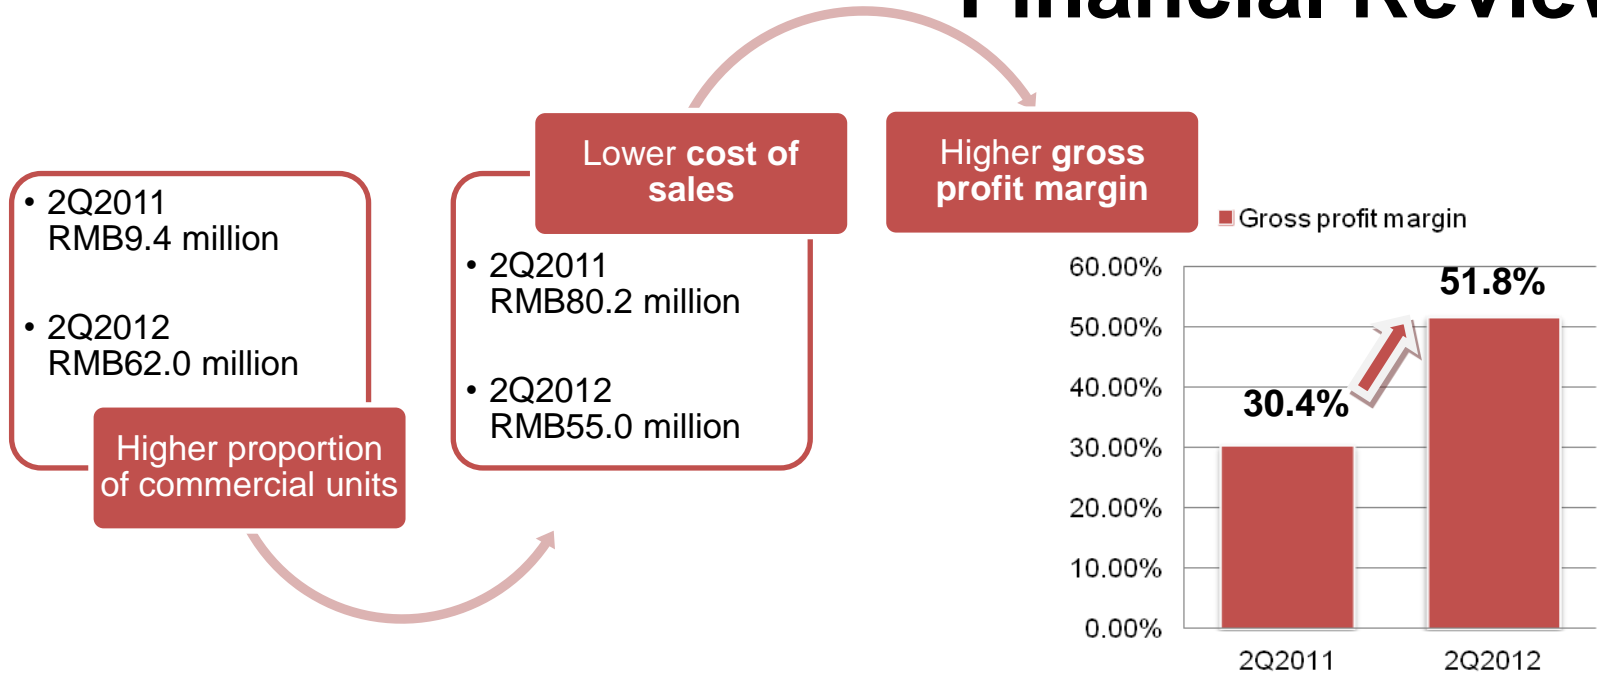 Financial Review
• 2Q2011
RMB9.4 million
• 2Q2012
RMB62.0 million
Higher proportion
of commercial units
Lower cost of
sales
• 2Q2011
RMB80.2 million
• 2Q2012
RMB55.0 million
Higher gross
profit margin
Gross profit margin
60.00%
50.00%
40.00%
30.00%
20.00%
10.00%
0.00%
30.4%
51.8%
2Q2011
2Q2012